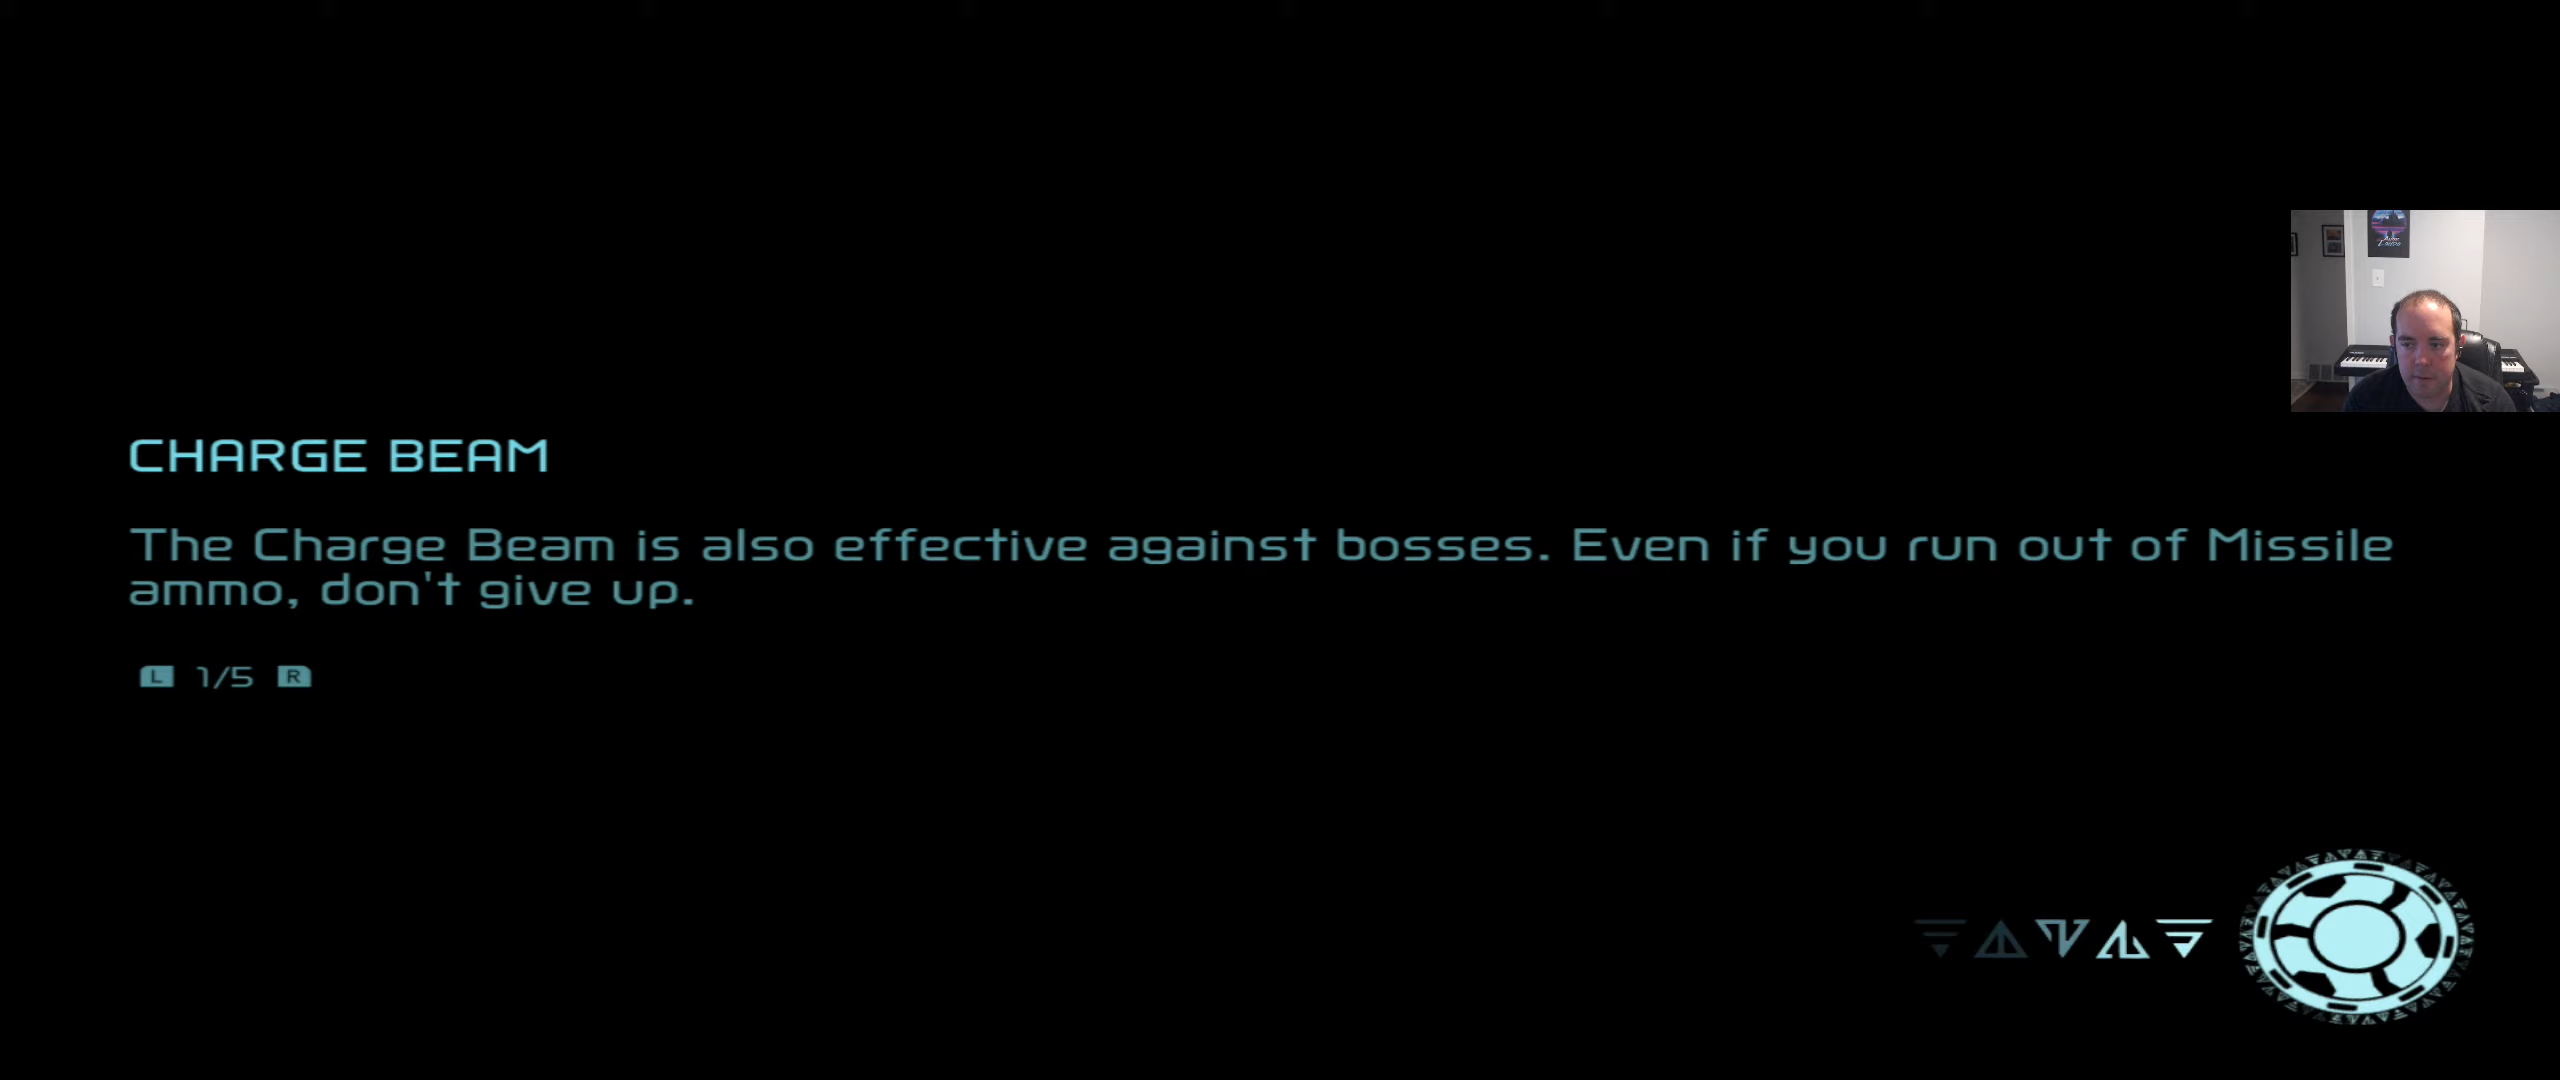 CHARGE BEAM
The Charge Beam is also effective against bosses. Even if you run out of Missile
ammo, don't give up.
L 1/5 R